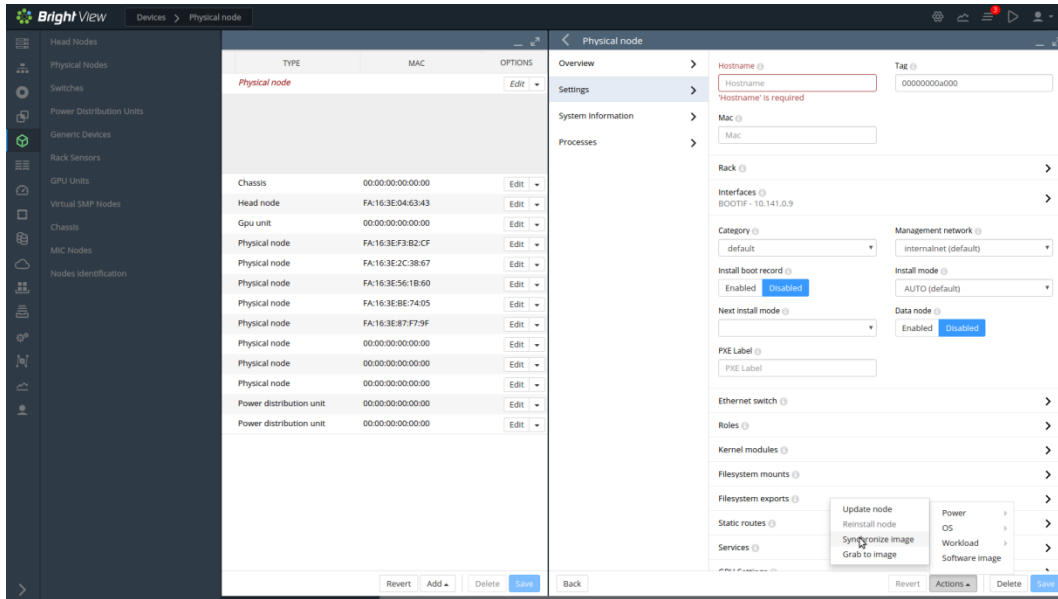 Bright View
Devices > Physical node
3
Head Nodes
Physical Nodes
Switches
Power Distribution Units
Generic Devices
Rack Sensors
GPU Units
Virtual SMP Nodes
Chassis
MIC Nodes
Nodes Identification
TYPE MAC OPTIONS
Physical node Edit
Chassis 00:00:00:00:00:00 Edit
Head node FA:16:3E:04:63:43 Edit
Gpu unit 00:00:00:00:00:00 Edit
Physical node FA:16:3E:F3:B2:CF Edit
Physical node FA:16:3E:2C:38:67 Edit
Physical node FA:16:3E:56:1B:60 Edit
Physical node FA:16:3E:BE:74:05 Edit
Physical node FA:16:3E:87:F7:9F Edit
Physical node 00:00:00:00:00:00 Edit
Physical node 00:00:00:00:00:00 Edit
Physical node 00:00:00:00:00:00 Edit
Power distribution unit 00:00:00:00:00:00 Edit
Power distribution unit 00:00:00:00:00:00 Edit
Revert Add Delete Save
Physical node
Overview
Settings
System Information
Processes
Hostname Tag
Hostname 00000000a000
'Hostname' is required
Mac
Mac
Rack
Interfaces
BOOTIF - 10.141.0.9
Category Management network
default internalnet (default)
Install boot record Install mode
Enabled Disabled AUTO (default)
Next install mode Data node
Enabled Disabled
PXE Label
PXE Label
Ethernet switch
Roles
Kernel modules
Filesystem mounts
Filesystem exports
Static routes
Services
GPU Settings
Update node
Reinstall node
Synchronize image
Grab to image
Power
OS
Workload
Software image
Back Revert Actions Delete Save